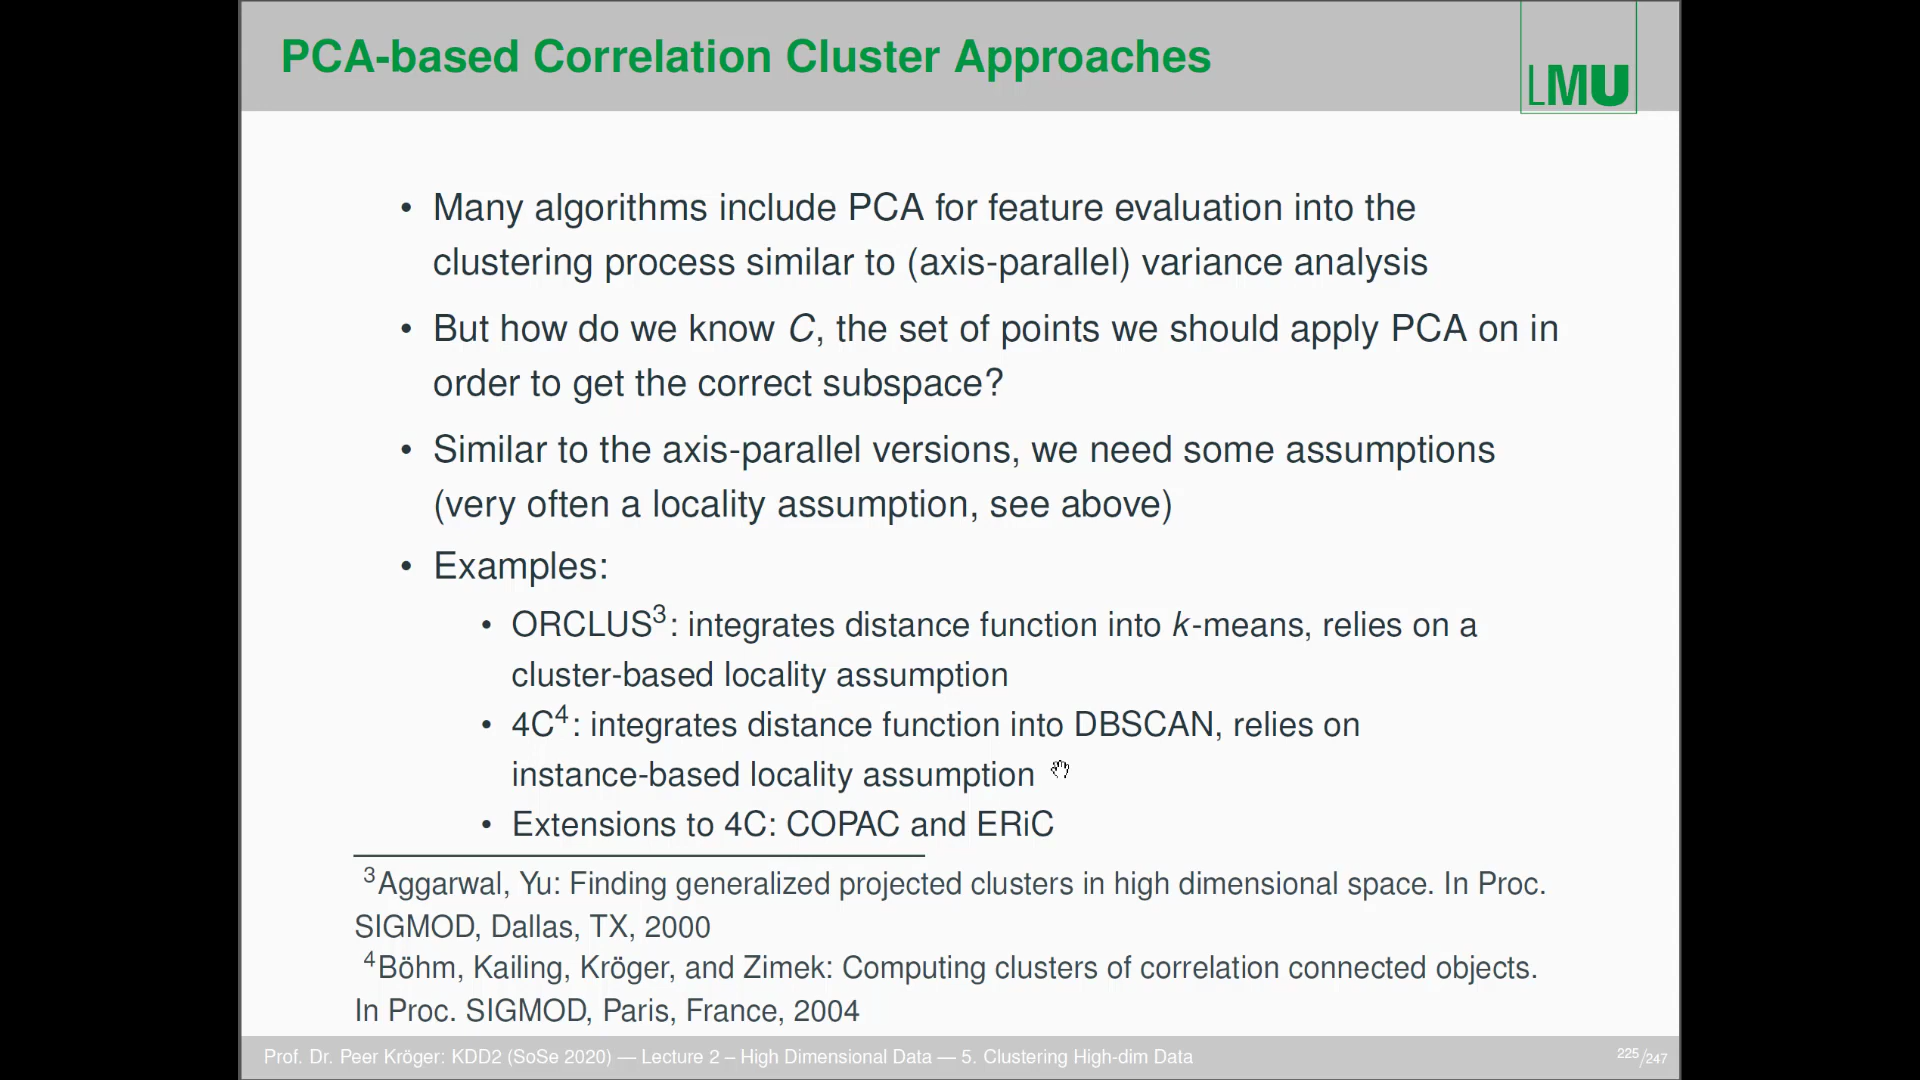 PCA-based Correlation Cluster Approaches
LMU
• Many algorithms include PCA for feature evaluation into the
clustering process similar to (axis-parallel) variance analysis
• But how do we know C, the set of points we should apply PCA on in
order to get the correct subspace?
• Similar to the axis-parallel versions, we need some assumptions
(very often a locality assumption, see above)
• Examples:
• ORCLUS³: integrates distance function into k-means, relies on a
cluster-based locality assumption
• 4C⁴: integrates distance function into DBSCAN, relies on
instance-based locality assumption
• Extensions to 4C: COPAC and ERiC
³Aggarwal, Yu: Finding generalized projected clusters in high dimensional space. In Proc.
SIGMOD, Dallas, TX, 2000
⁴Böhm, Kailing, Kröger, and Zimek: Computing clusters of correlation connected objects.
In Proc. SIGMOD, Paris, France, 2004
Prof. Dr. Peer Kröger: KDD2 (SoSe 2020) — Lecture 2 – High Dimensional Data — 5. Clustering High-dim Data
225/247